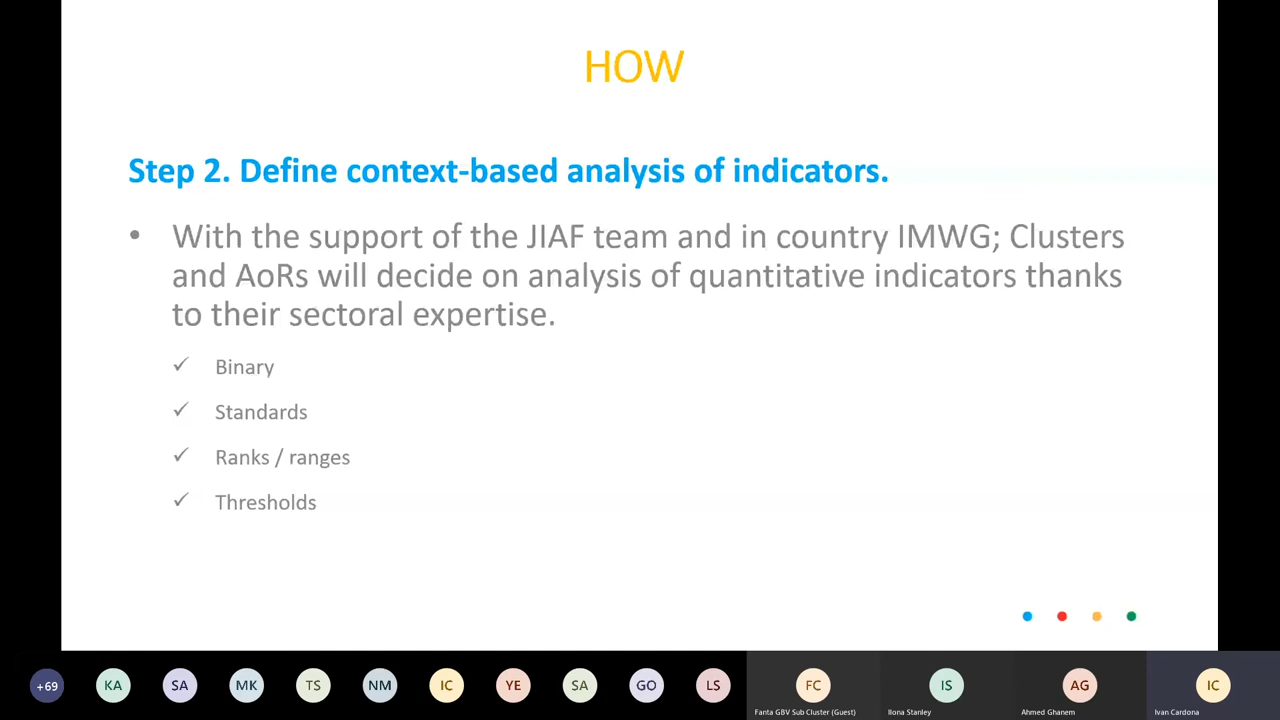 HOW
Step 2. Define context-based analysis of indicators.
• With the support of the JIAF team and in country IMWG; Clusters
and AoRs will decide on analysis of quantitative indicators thanks
to their sectoral expertise.
✓ Binary
✓ Standards
✓ Ranks / ranges
✓ Thresholds
+69 KA SA MK TS NM IC YE SA GO LS FC IS AG IC
Fanta GBV Sub Cluster (Guest) Ilona Stanley Ahmed Ghanem Ivan Cardona